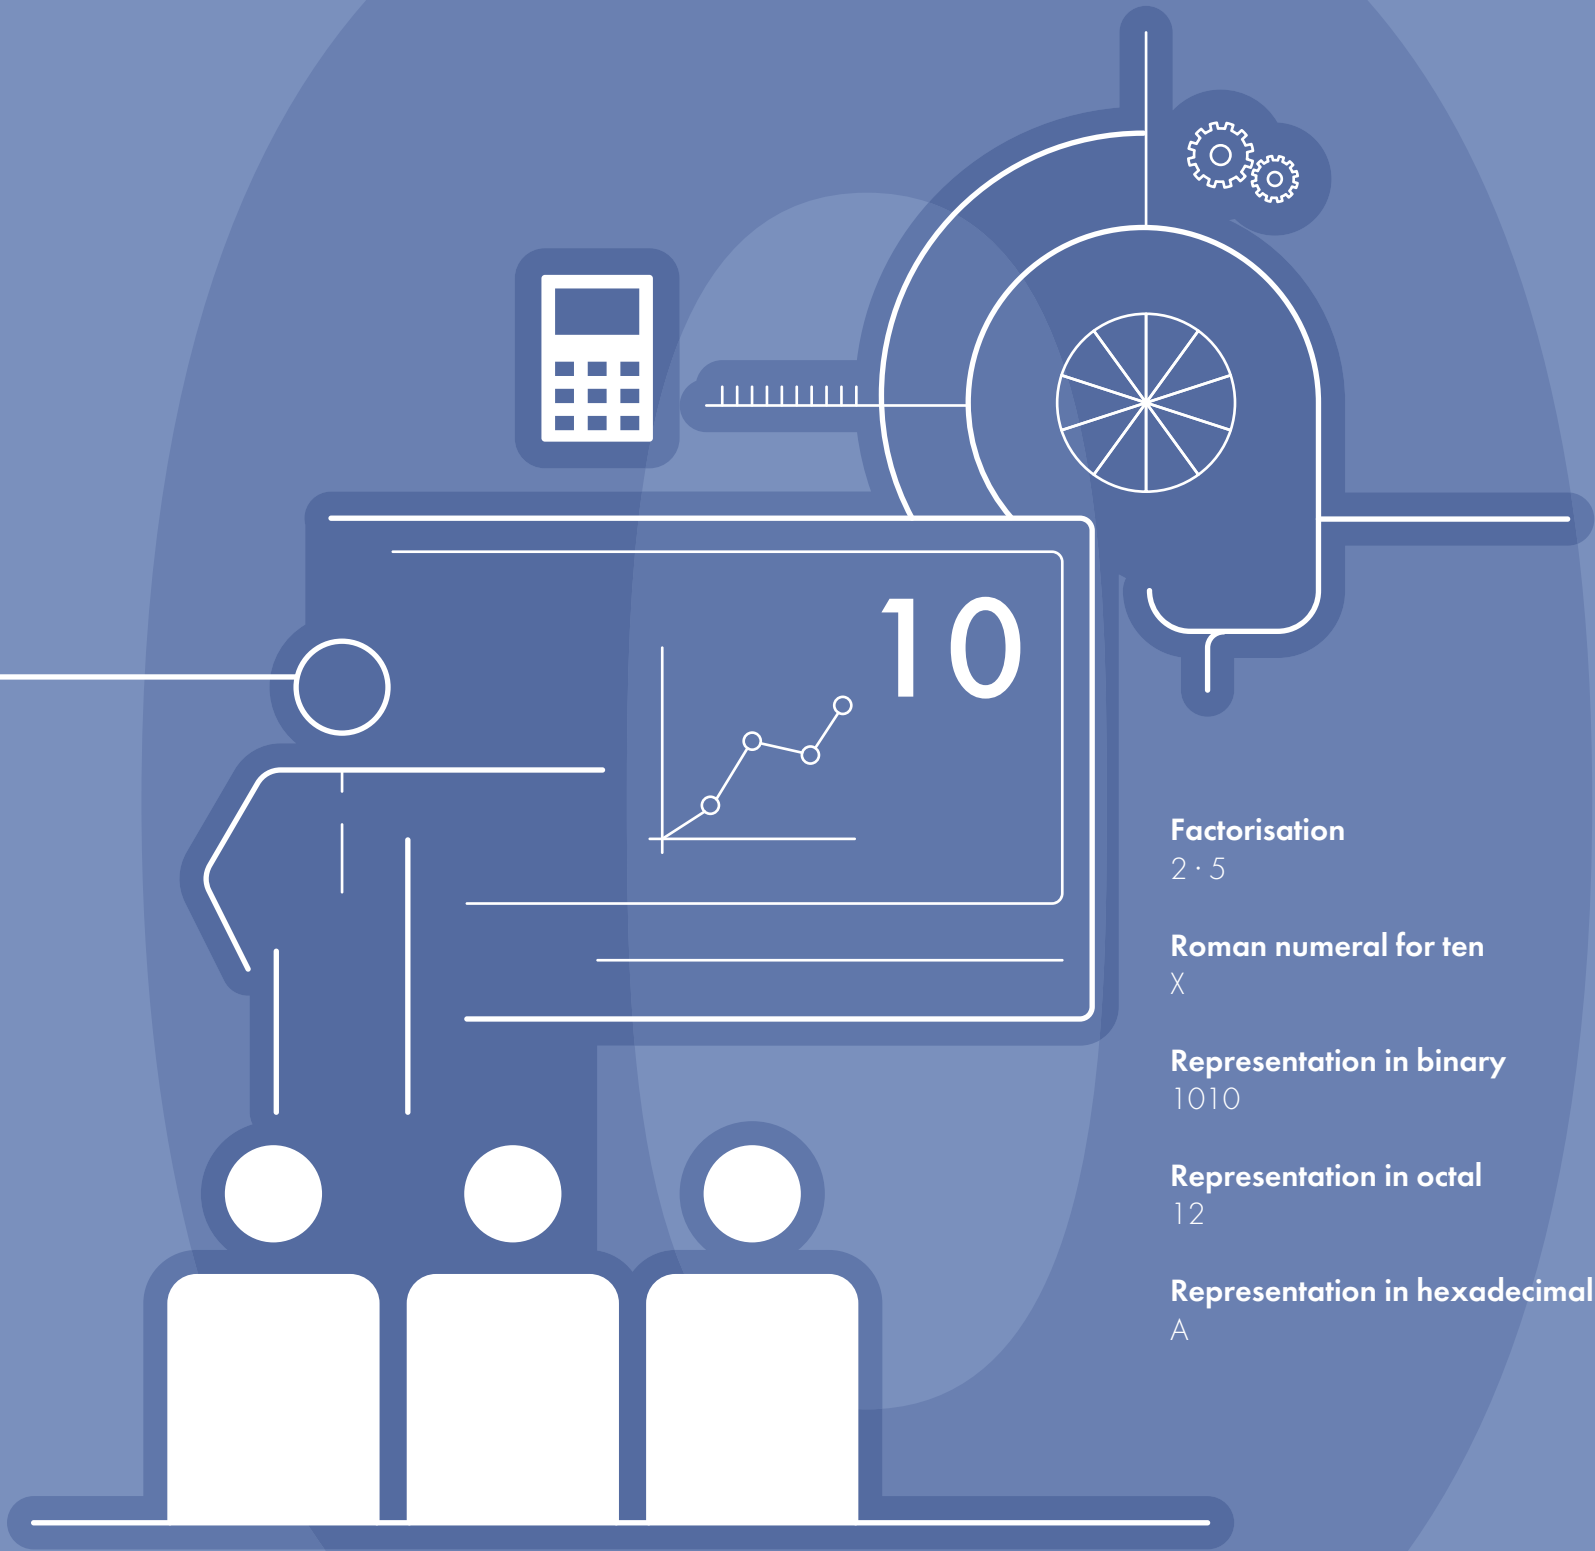 10
Factorisation
2 · 5
Roman numeral for ten
X
Representation in binary
1010
Representation in octal
12
Representation in hexadecimal
A